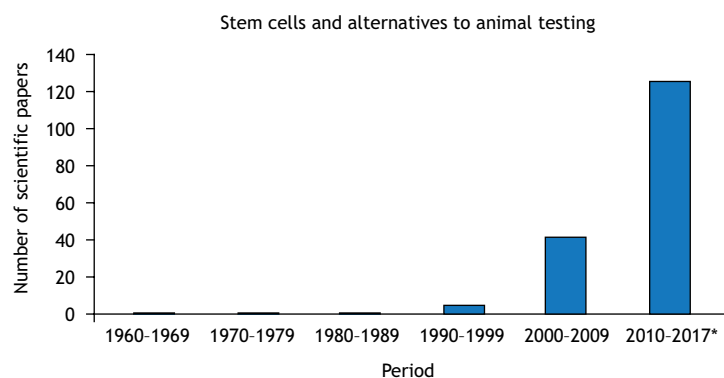 Stem cells and alternatives to animal testing
Number of scientific papers
140
120
100
80
60
40
20
0
1960-1969 1970-1979 1980-1989 1990-1999 2000-2009 2010-2017*
Period